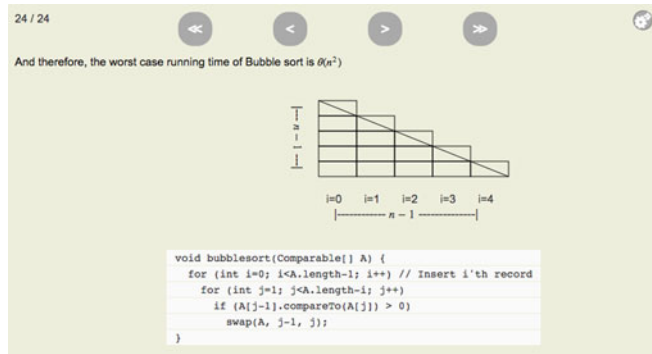 24 / 24
And therefore, the worst case running time of Bubble sort is θ(n²)
n − 1
i=0 i=1 i=2 i=3 i=4
|------------ n − 1 --------------|
void bubblesort(Comparable[] A) {
for (int i=0; i<A.length-1; i++) // Insert i'th record
for (int j=1; j<A.length-i; j++)
if (A[j-1].compareTo(A[j]) > 0)
swap(A, j-1, j);
}